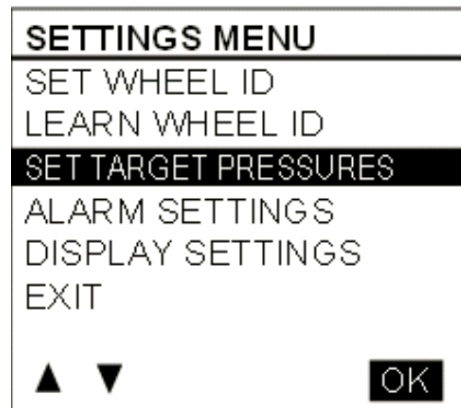 SETTINGS MENU
SET WHEEL ID
LEARN WHEEL ID
SET TARGET PRESSURES
ALARM SETTINGS
DISPLAY SETTINGS
EXIT
▲ ▼ OK